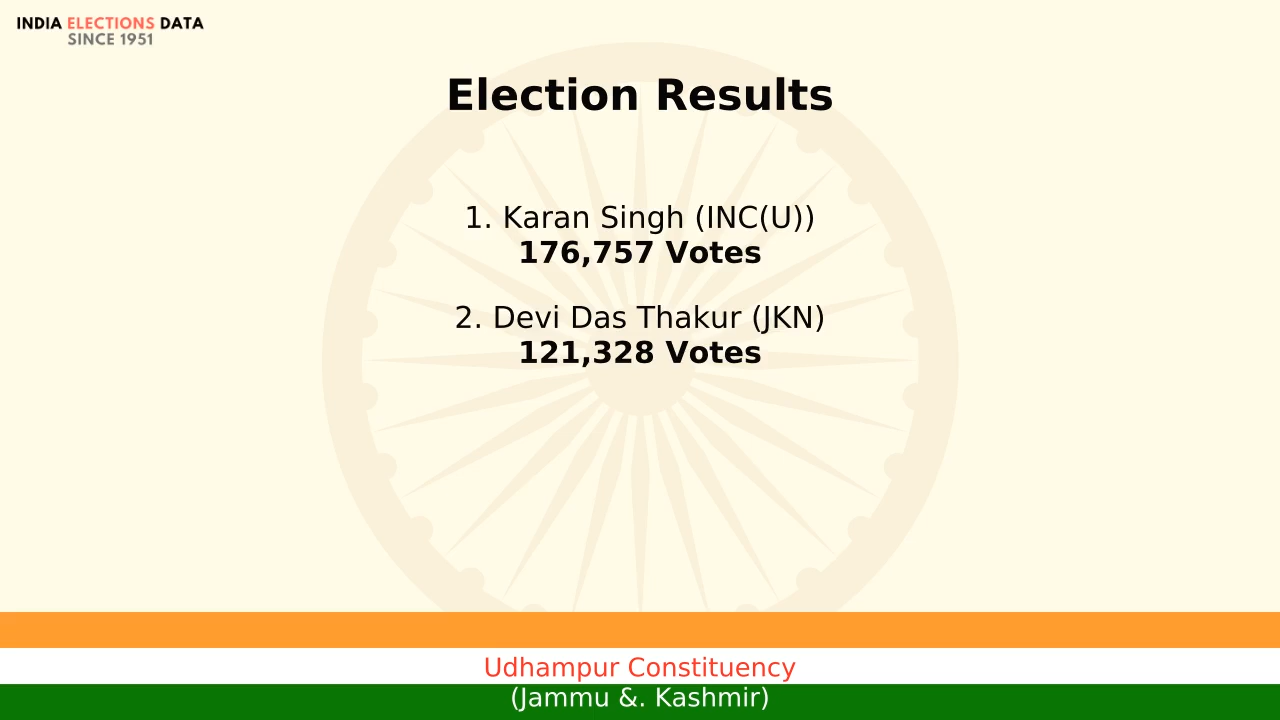 INDIA ELECTIONS DATA
SINCE 1951
Election Results
1. Karan Singh (INC(U))
176,757 Votes
2. Devi Das Thakur (JKN)
121,328 Votes
Udhampur Constituency
(Jammu &. Kashmir)